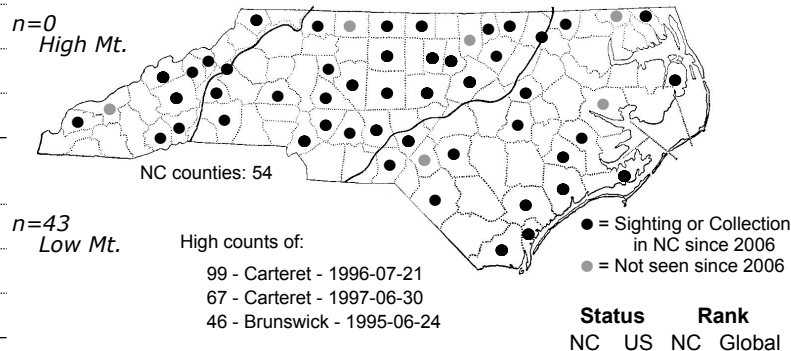 n=0
High Mt.
NC counties: 54
n=43
Low Mt.
High counts of:
99 - Carteret - 1996-07-21
67 - Carteret - 1997-06-30
46 - Brunswick - 1995-06-24
● = Sighting or Collection
in NC since 2006
● = Not seen since 2006
Status Rank
NC US NC Global